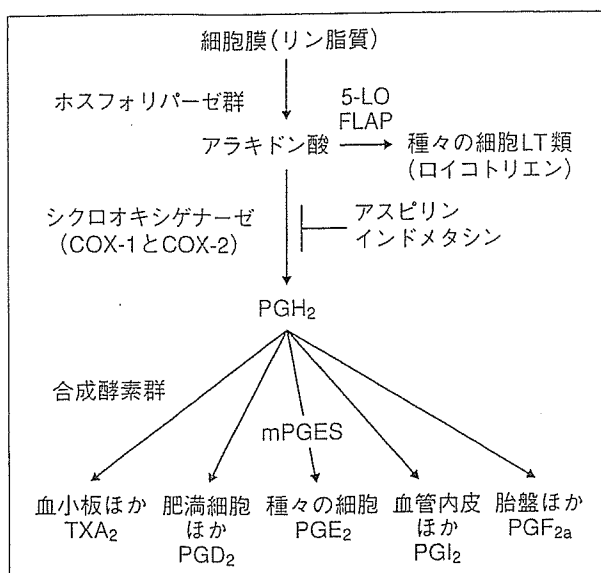 細胞膜(リン脂質)
ホスフォリパーゼ群
5-LO
FLAP
アラキドン酸
種々の細胞LT類
(ロイコトリエン)
シクロオキシゲナーゼ
(COX-1とCOX-2)
アスピリン
インドメタシン
PGH₂
合成酵素群
mPGES
血小板ほか
TXA₂
肥満細胞
ほか
PGD₂
種々の細胞
PGE₂
血管内皮
ほか
PGI₂
胎盤ほか
PGF₂a